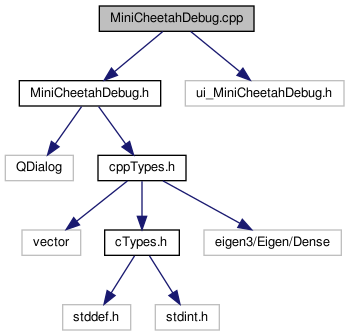 MiniCheetahDebug.cpp
MiniCheetahDebug.h
ui_MiniCheetahDebug.h
QDialog
cppTypes.h
vector
cTypes.h
eigen3/Eigen/Dense
stddef.h
stdint.h